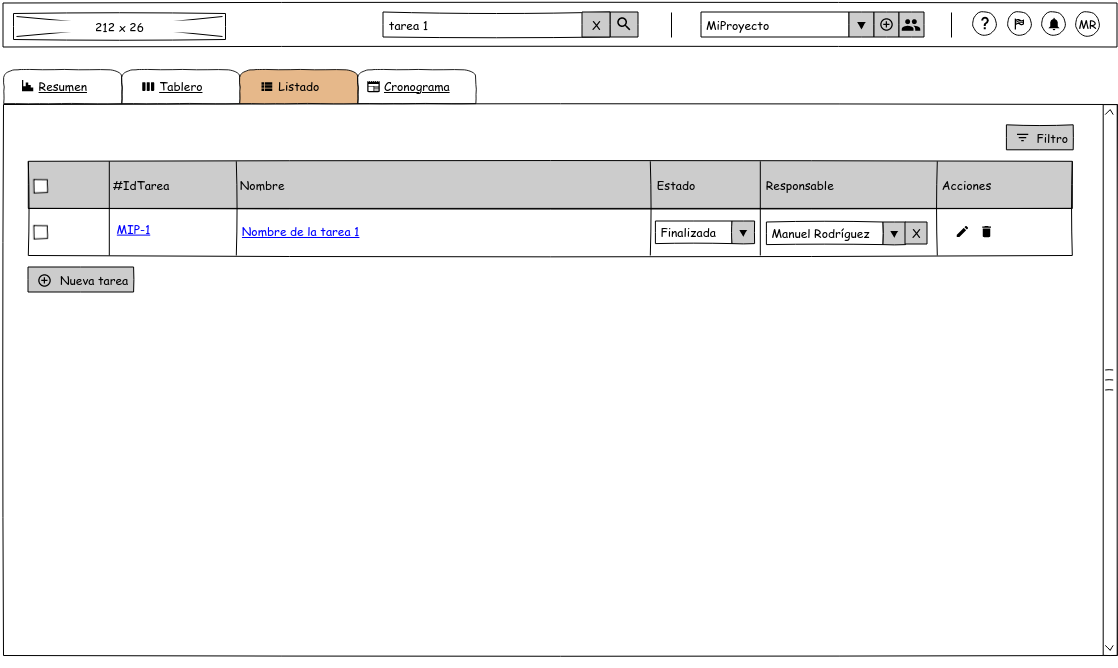 212 x 26
tarea 1
X
MiProyecto
?
MR
Resumen
Tablero
Listado
Cronograma
Filtro
#IdTarea
Nombre
Estado
Responsable
Acciones
MIP-1
Nombre de la tarea 1
Finalizada
Manuel Rodríguez
X
Nueva tarea